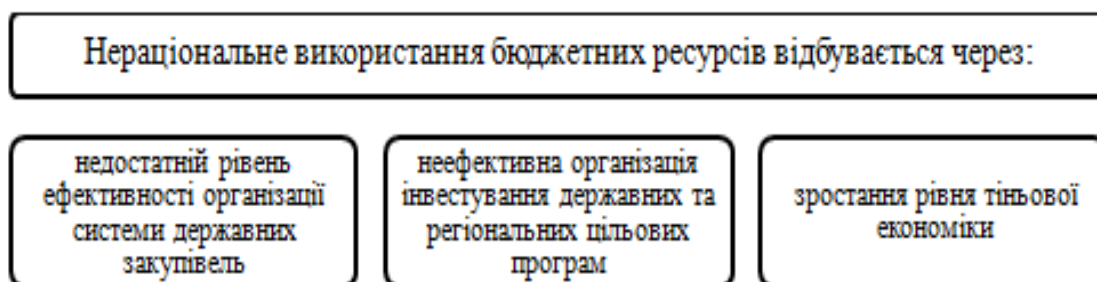 Нераціональне використання бюджетних ресурсів відбувається через:
недостатній рівень
ефективності організації
системи державних
закупівель
неефективна організація
інвестування державних та
регіональних цільових
програм
зростання рівня тіньової
економіки